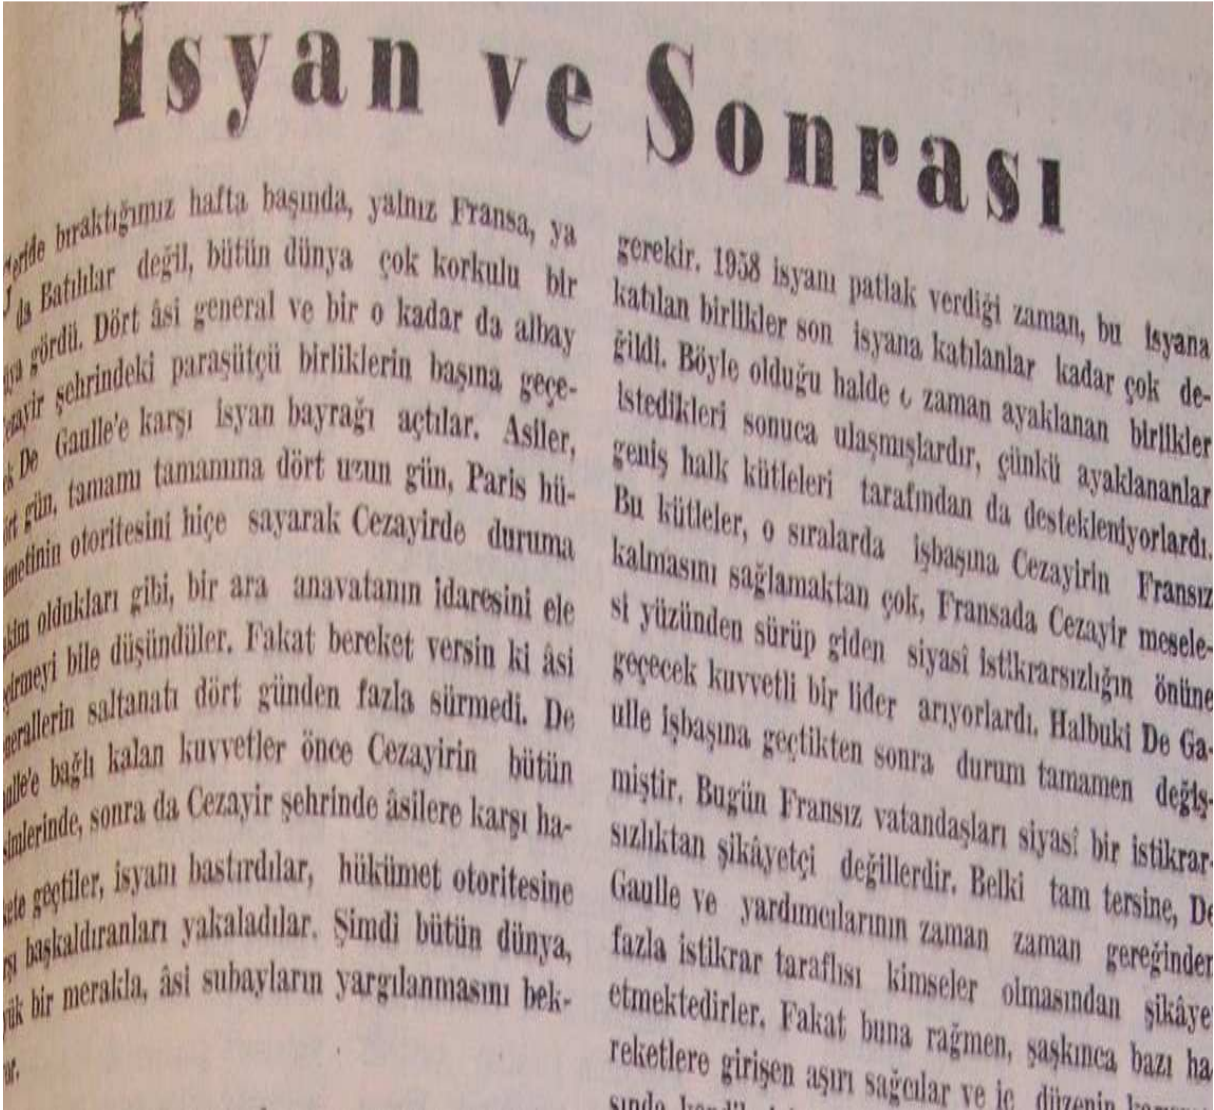 İsyan ve Sonrası
geride bıraktığımız hafta başında, yalnız Fransa, ya
da Batılılar değil, bütün dünya çok korkulu bir
gördü. Dört âsi general ve bir o kadar da albay
şehrindeki paraşütçü birliklerin başına geçe-
De Gaulle'e karşı isyan bayrağı açtılar. Asiler,
gün, tamamı tamamına dört uzun gün, Paris hü-
otoritesini hiçe sayarak Cezayirde duruma
oldukları gibi, bir ara anavatanın idaresini ele
bile düşündüler. Fakat bereket versin ki âsi
saltanatı dört günden fazla sürmedi. De
bağlı kalan kuvvetler önce Cezayirin bütün
sonra da Cezayir şehrinde âsilere karşı ha-
geçtiler, isyanı bastırdılar, hükümet otoritesine
başkaldıranları yakaladılar. Şimdi bütün dünya,
bir merakla, âsi subayların yargılanmasını bek-
gerekir. 1958 isyanı patlak verdiği zaman, bu isyana
katılan birlikler son isyana katılanlar kadar çok de-
ğildi. Böyle olduğu halde o zaman ayaklanan birlikler
istedikleri sonuca ulaşmışlardır, çünkü ayaklananlar
geniş halk kütleleri tarafından da destekleniyorlardı.
Bu kütleler, o sıralarda işbaşına Cezayirin Fransız
kalmasını sağlamaktan çok, Fransada Cezayir mesele-
si yüzünden sürüp giden siyasî istikrarsızlığın önüne
geçecek kuvvetli bir lider arıyorlardı. Halbuki De Ga-
ulle işbaşına geçtikten sonra durum tamamen değiş-
miştir. Bugün Fransız vatandaşları siyasî bir istikrar-
sızlıktan şikâyetçi değillerdir. Belki tam tersine, De
Gaulle ve yardımcılarının zaman zaman gereğinden
fazla istikrar taraflısı kimseler olmasından şikâye
etmektedirler. Fakat buna rağmen, şaşkınca bazı ha-
reketlere girişen aşırı sağcılar ve iç düzenin